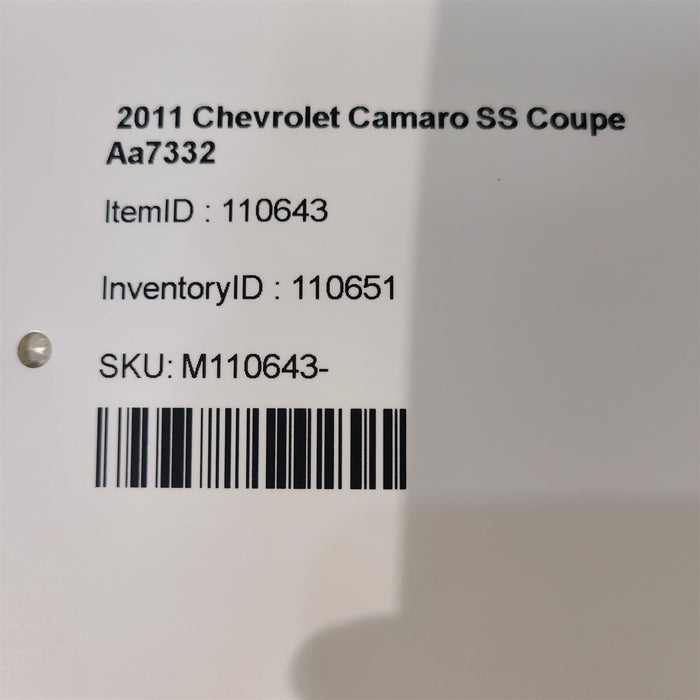 2011 Chevrolet Camaro SS Coupe
Aa7332
ItemID : 110643
InventoryID : 110651
SKU: M110643-